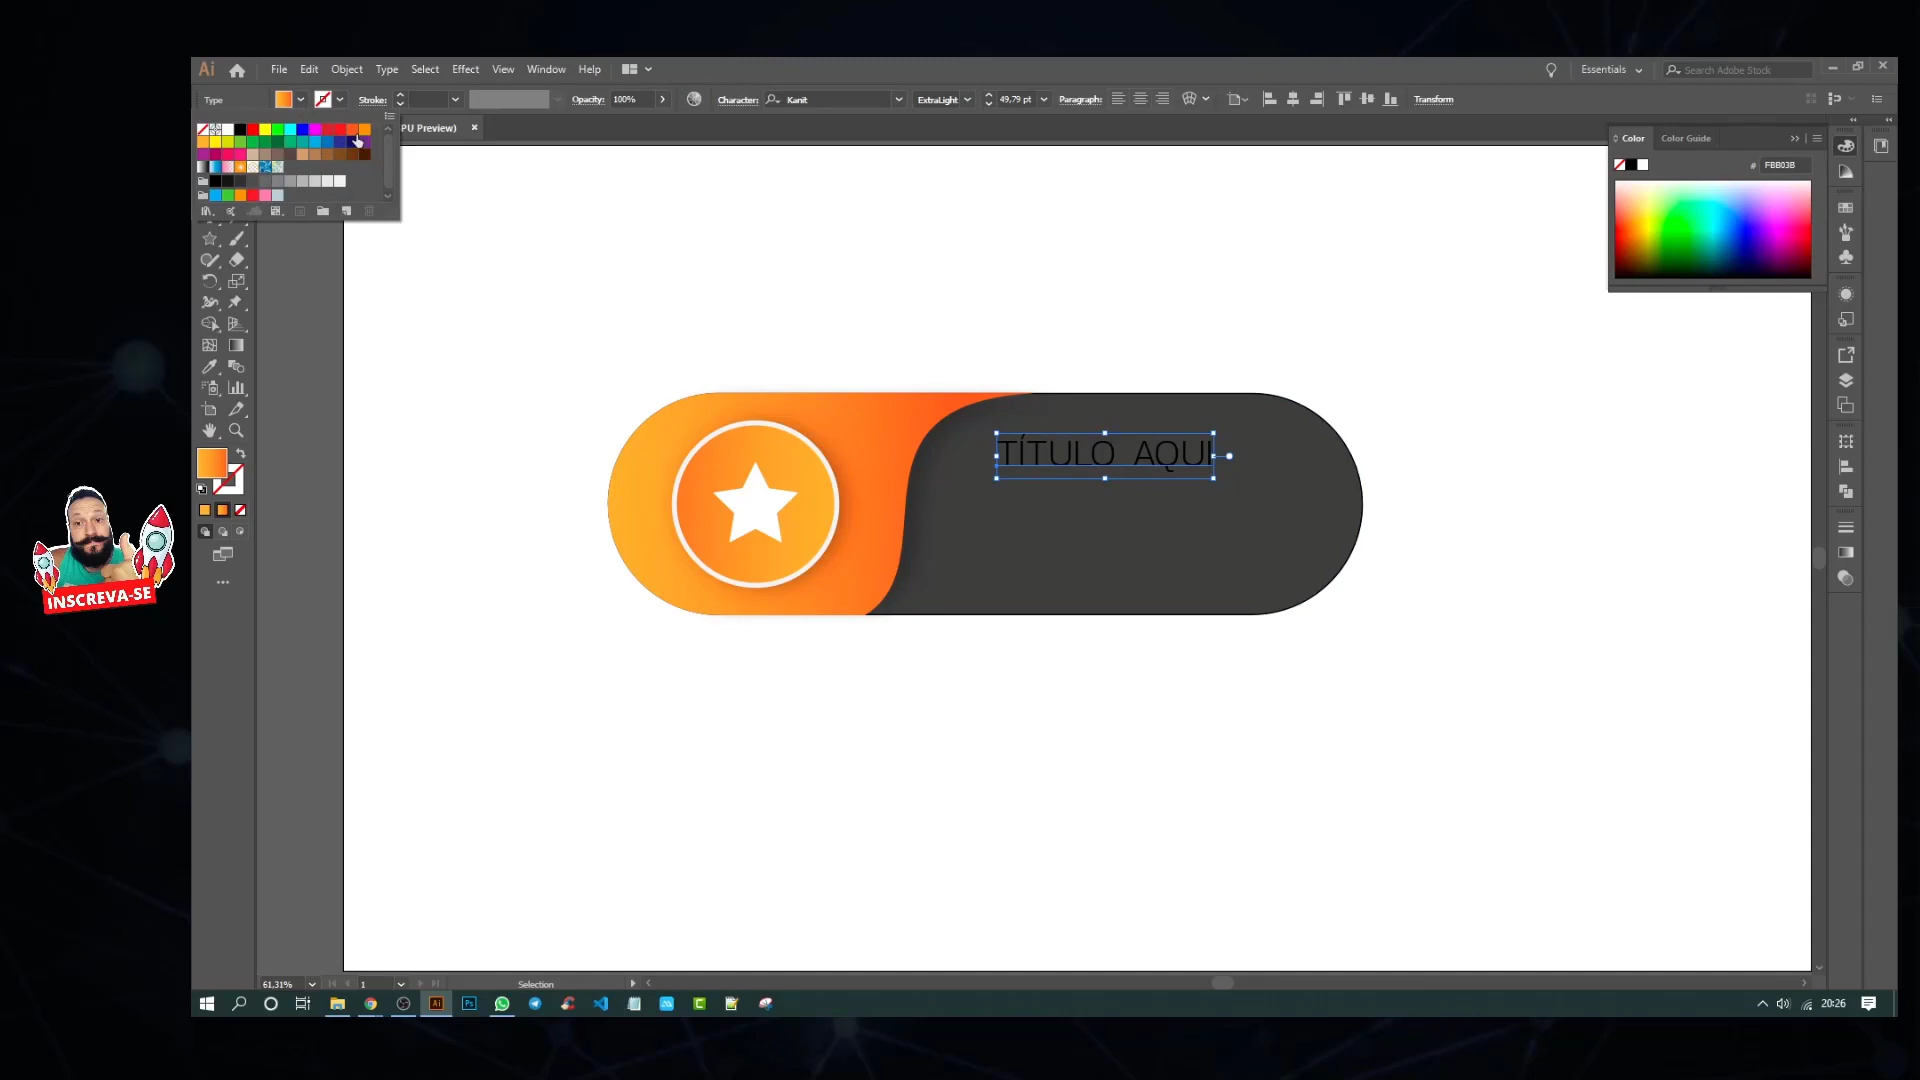 Ai File Edit Object Type Select Effect View Window Help
Essentials
Search Adobe Stock
Type
Stroke:
Opacity: 100%
Character: Kanit
ExtraLight
49,79 pt
Paragraph:
Transform
PU Preview)
Color Color Guide
# FBB03B
TÍTULO AQUI
INSCREVA-SE
61,31%
1
Selection
Ai
Ps
20:26